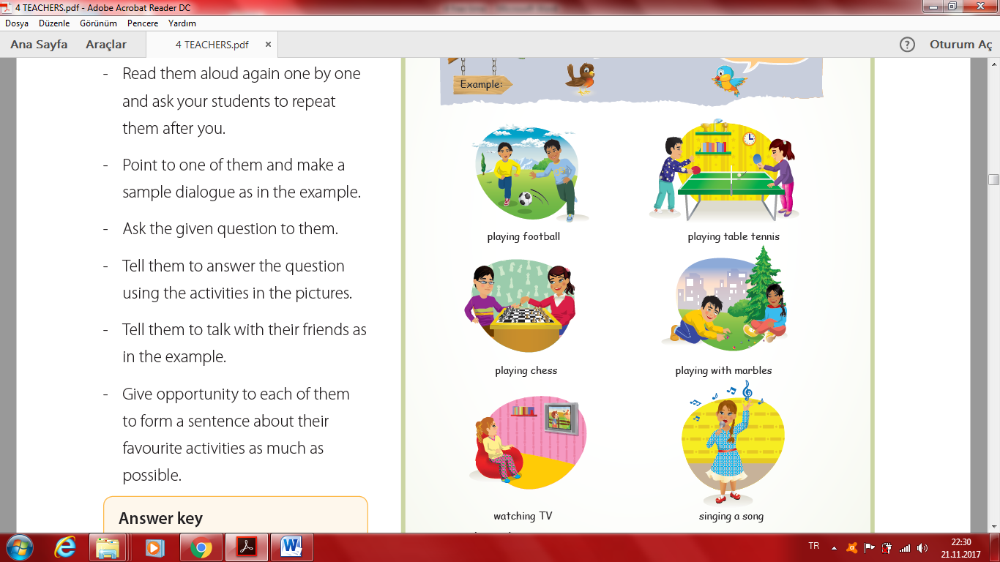 4 TEACHERS.pdf - Adobe Acrobat Reader DC
Dosya Düzenle Görünüm Pencere Yardım
Ana Sayfa Araçlar 4 TEACHERS.pdf × ? Oturum Aç
- Read them aloud again one by one
and ask your students to repeat
them after you.
- Point to one of them and make a
sample dialogue as in the example.
- Ask the given question to them.
- Tell them to answer the question
using the activities in the pictures.
- Tell them to talk with their friends as
in the example.
- Give opportunity to each of them
to form a sentence about their
favourite activities as much as
possible.
Answer key
Example:
playing football
playing table tennis
playing chess
playing with marbles
watching TV
singing a song
TR
22:30
21.11.2017